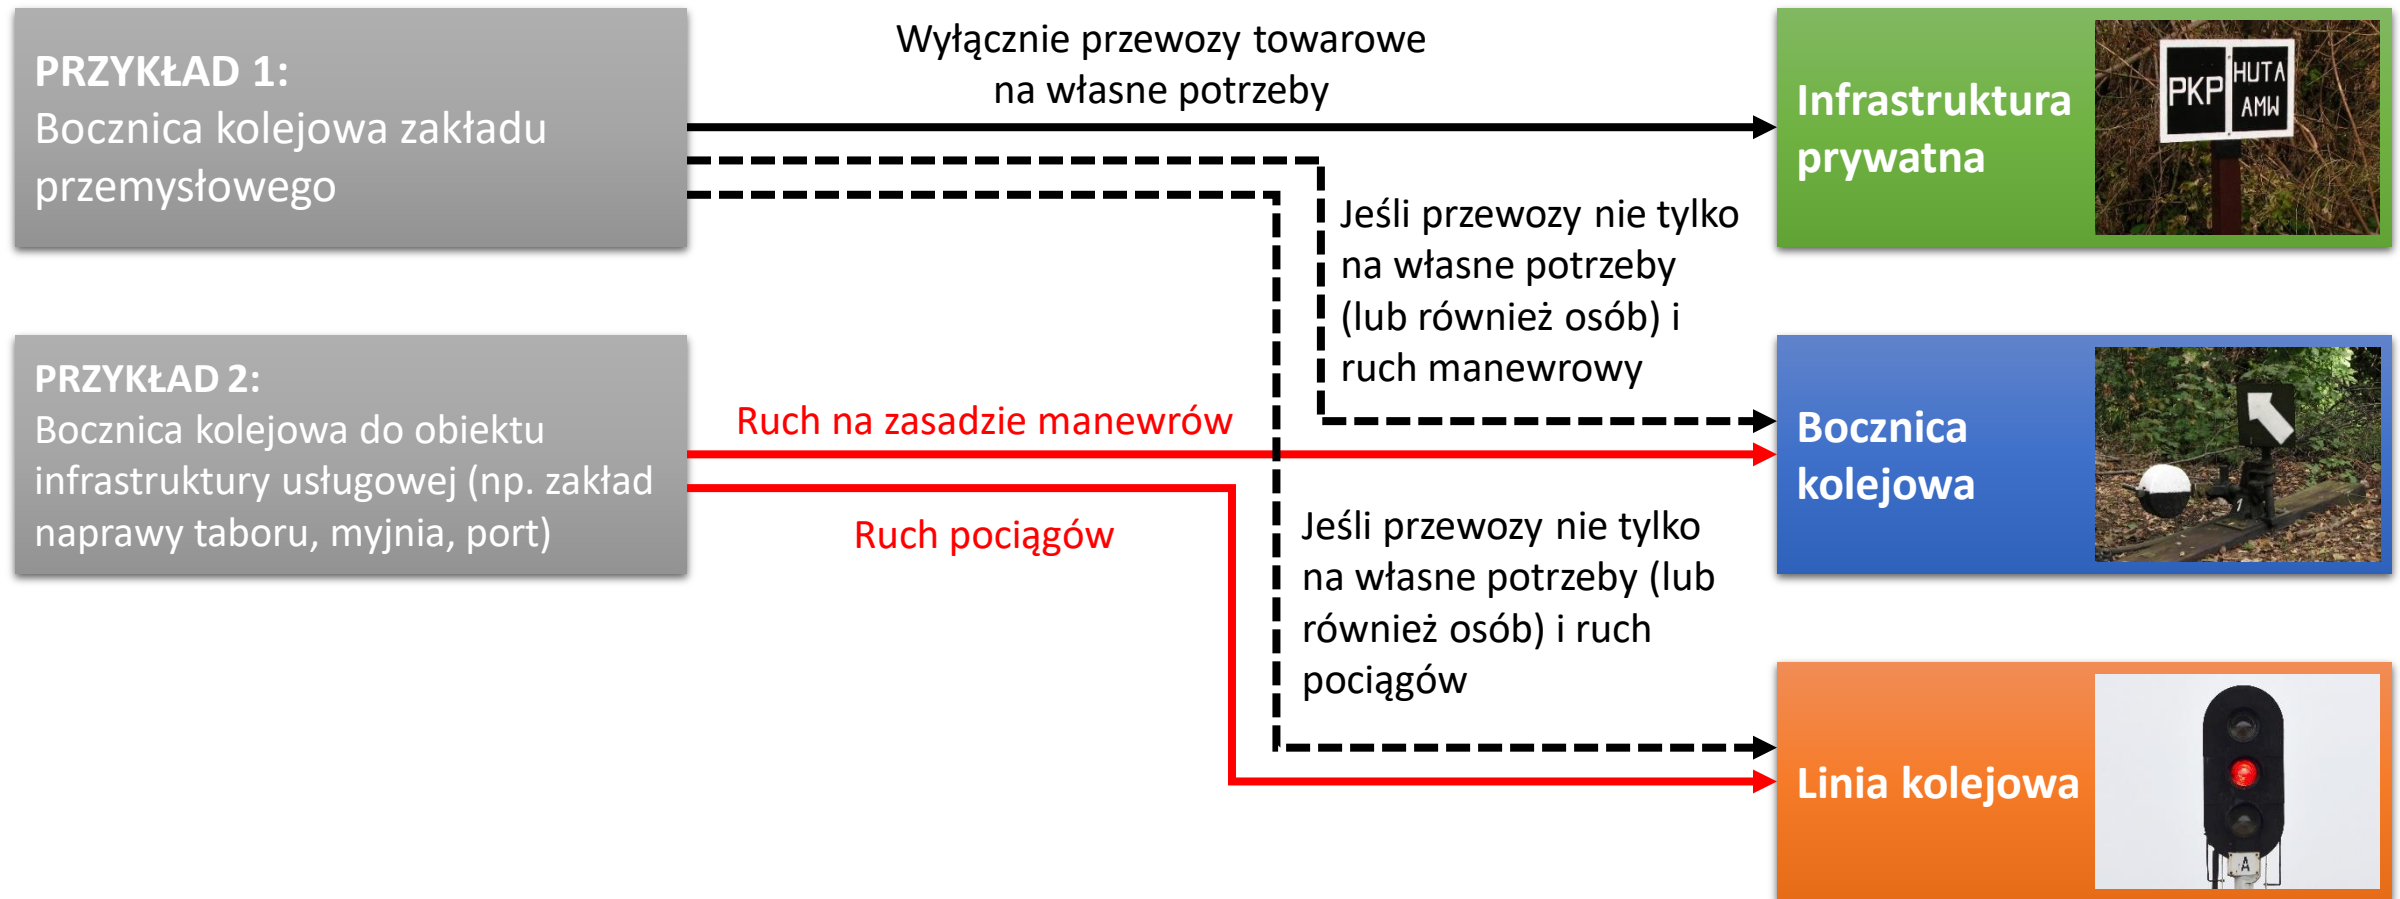 PRZYKŁAD 1:
Bocznica kolejowa zakładu
przemysłowego
Wyłącznie przewozy towarowe
na własne potrzeby
Infrastruktura
prywatna
PKP
HUTA
AMW
Jeśli przewozy nie tylko
na własne potrzeby
(lub również osób) i
ruch manewrowy
PRZYKŁAD 2:
Bocznica kolejowa do obiektu
infrastruktury usługowej (np. zakład
naprawy taboru, myjnia, port)
Ruch na zasadzie manewrów
Ruch pociągów
Bocznica
kolejowa
1
Jeśli przewozy nie tylko
na własne potrzeby (lub
również osób) i ruch
pociągów
Linia kolejowa
A